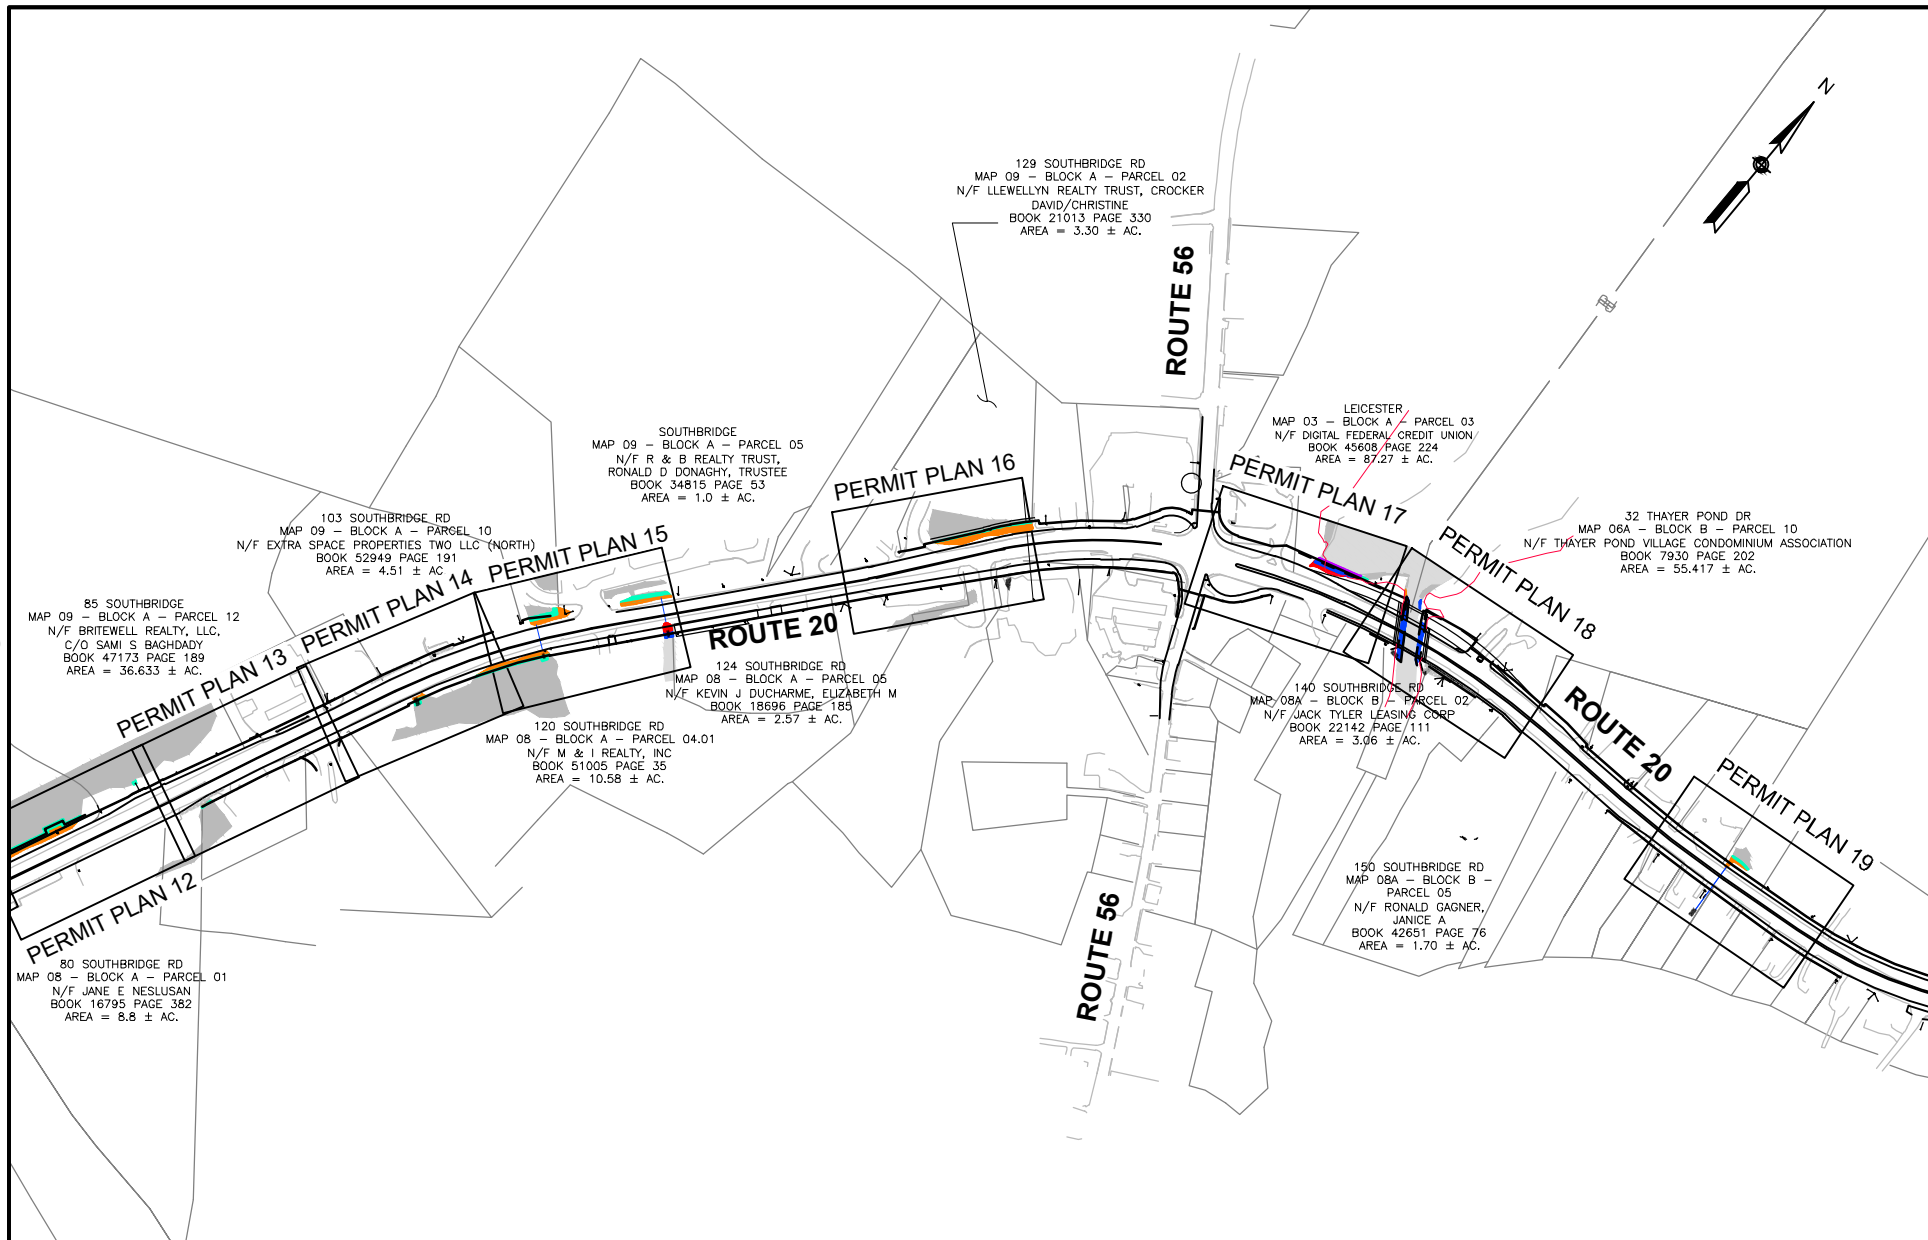 N
129 SOUTHBRIDGE RD
MAP 09 – BLOCK A – PARCEL 02
N/F LLEWELLYN REALTY TRUST, CROCKER
DAVID/CHRISTINE
BOOK 21013 PAGE 330
AREA = 3.30 ± AC.
ROUTE 56
LEICESTER
MAP 03 – BLOCK A – PARCEL 03
N/F DIGITAL FEDERAL CREDIT UNION
BOOK 45608 PAGE 224
AREA = 87.27 ± AC.
SOUTHBRIDGE
MAP 09 – BLOCK A – PARCEL 05
N/F R & B REALTY TRUST,
RONALD D DONAGHY, TRUSTEE
BOOK 34815 PAGE 53
AREA = 1.0 ± AC.
PERMIT PLAN 16
PERMIT PLAN 17
103 SOUTHBRIDGE RD
MAP 09 – BLOCK A – PARCEL 10
N/F EXTRA SPACE PROPERTIES TWO LLC (NORTH)
BOOK 52949 PAGE 191
AREA = 4.51 ± AC
PERMIT PLAN 15
32 THAYER POND DR
MAP 06A – BLOCK B – PARCEL 10
N/F THAYER POND VILLAGE CONDOMINIUM ASSOCIATION
BOOK 7930 PAGE 202
AREA = 55.417 ± AC.
PERMIT PLAN 18
PERMIT PLAN 14
85 SOUTHBRIDGE
MAP 09 – BLOCK A – PARCEL 12
N/F BRITEWELL REALTY, LLC,
C/O SAMI S BAGHDADY
BOOK 47173 PAGE 189
AREA = 36.633 ± AC.
PERMIT PLAN 13
ROUTE 20
124 SOUTHBRIDGE RD
MAP 08 – BLOCK A – PARCEL 05
N/F KEVIN J DUCHARME, ELIZABETH M
BOOK 18696 PAGE 185
AREA = 2.57 ± AC.
140 SOUTHBRIDGE RD
MAP 08A – BLOCK B – PARCEL 02
N/F JACK TYLER LEASING CORP
BOOK 22142 PAGE 111
AREA = 3.06 ± AC.
ROUTE 20
120 SOUTHBRIDGE RD
MAP 08 – BLOCK A – PARCEL 04.01
N/F M & I REALTY, INC
BOOK 51005 PAGE 35
AREA = 10.58 ± AC.
PERMIT PLAN 19
PERMIT PLAN 12
150 SOUTHBRIDGE RD
MAP 08A – BLOCK B –
PARCEL 05
N/F RONALD GAGNER,
JANICE A
BOOK 42651 PAGE 76
AREA = 1.70 ± AC.
ROUTE 56
80 SOUTHBRIDGE RD
MAP 08 – BLOCK A – PARCEL 01
N/F JANE E NESLUSAN
BOOK 16795 PAGE 382
AREA = 8.8 ± AC.